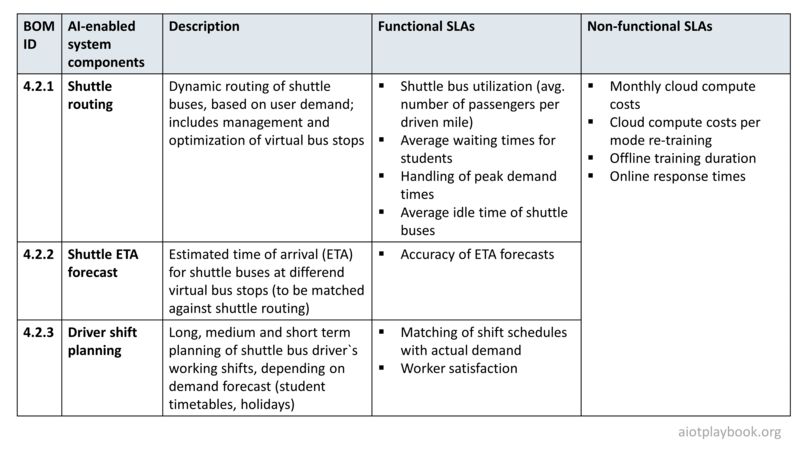 BOM ID
AI-enabled system components
Description
Functional SLAs
Non-functional SLAs
4.2.1
Shuttle
routing
Dynamic routing of shuttle
buses, based on user demand;
includes management and
optimization of virtual bus stops
▪ Shuttle bus utilization (avg.
number of passengers per
driven mile)
▪ Average waiting times for
students
▪ Handling of peak demand
times
▪ Average idle time of shuttle
buses
▪ Monthly cloud compute
costs
▪ Cloud compute costs per
mode re-training
▪ Offline training duration
▪ Online response times
4.2.2
Shuttle ETA
forecast
Estimated time of arrival (ETA)
for shuttle buses at differend
virtual bus stops (to be matched
against shuttle routing)
▪ Accuracy of ETA forecasts
4.2.3
Driver shift
planning
Long, medium and short term
planning of shuttle bus driver`s
working shifts, depending on
demand forecast (student
timetables, holidays)
▪ Matching of shift schedules
with actual demand
▪ Worker satisfaction
aiotplaybook.org